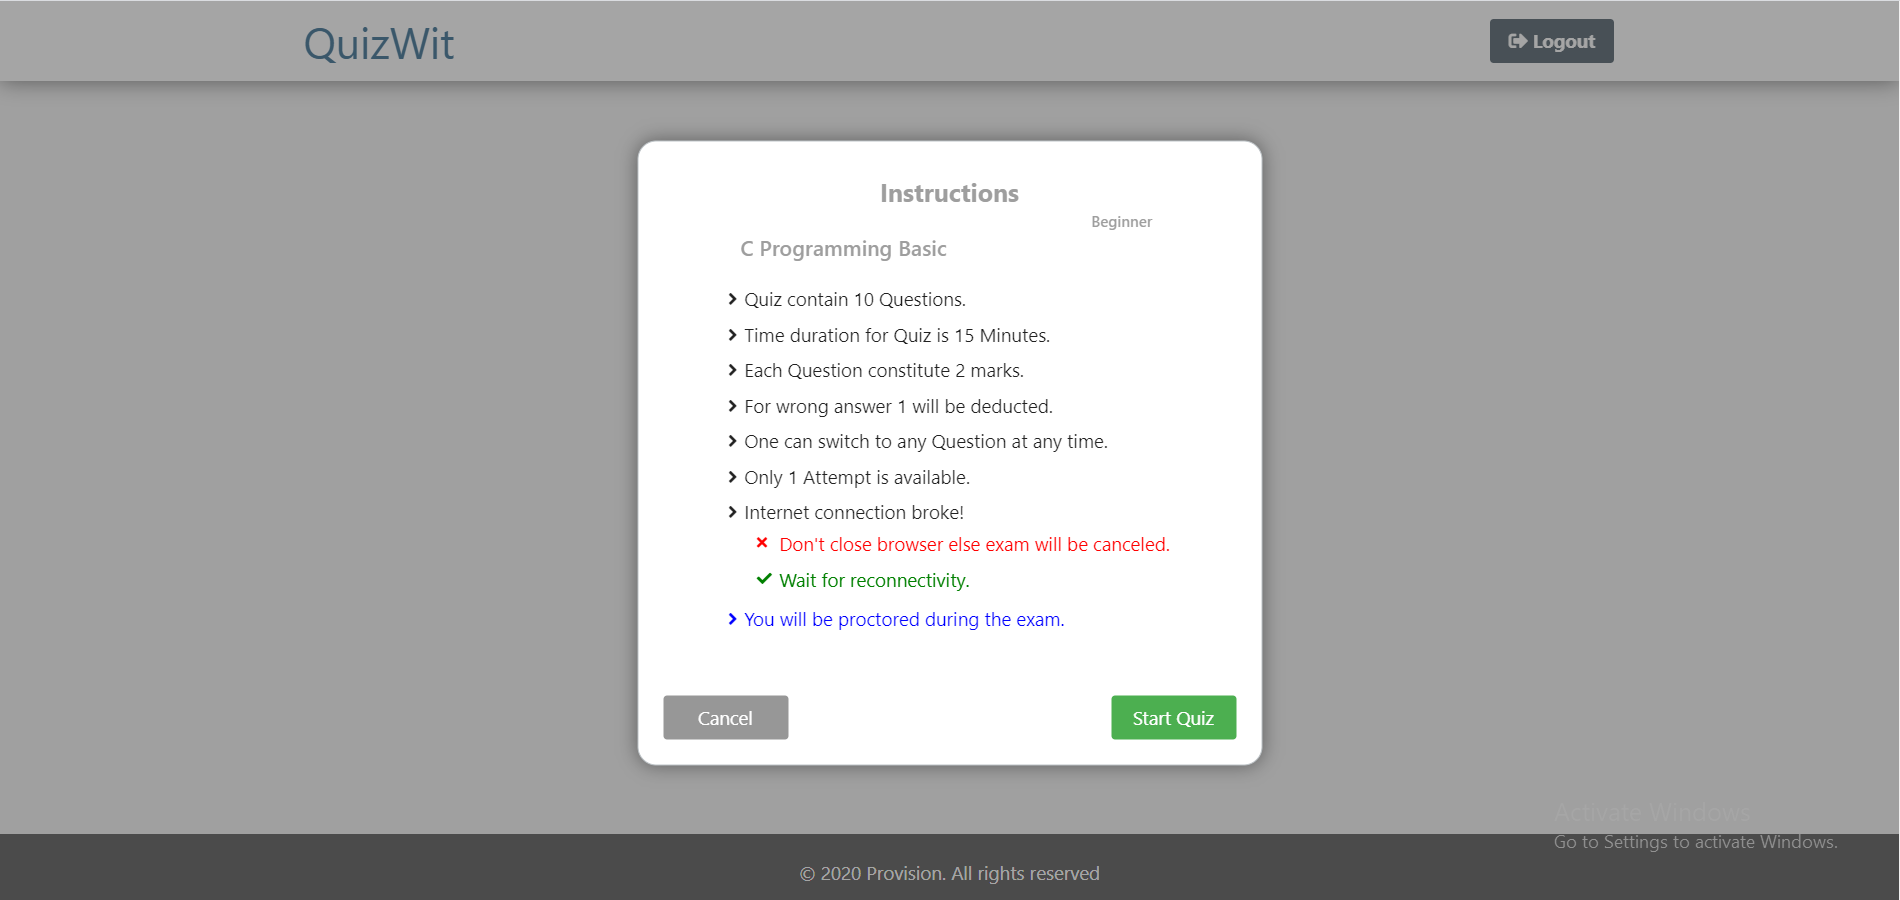 QuizWit
Logout
Instructions
Beginner
C Programming Basic
Quiz contain 10 Questions.
Time duration for Quiz is 15 Minutes.
Each Question constitute 2 marks.
For wrong answer 1 will be deducted.
One can switch to any Question at any time.
Only 1 Attempt is available.
Internet connection broke!
Don't close browser else exam will be canceled.
Wait for reconnectivity.
You will be proctored during the exam.
Cancel
Start Quiz
Activate Windows
Go to Settings to activate Windows.
© 2020 Provision. All rights reserved